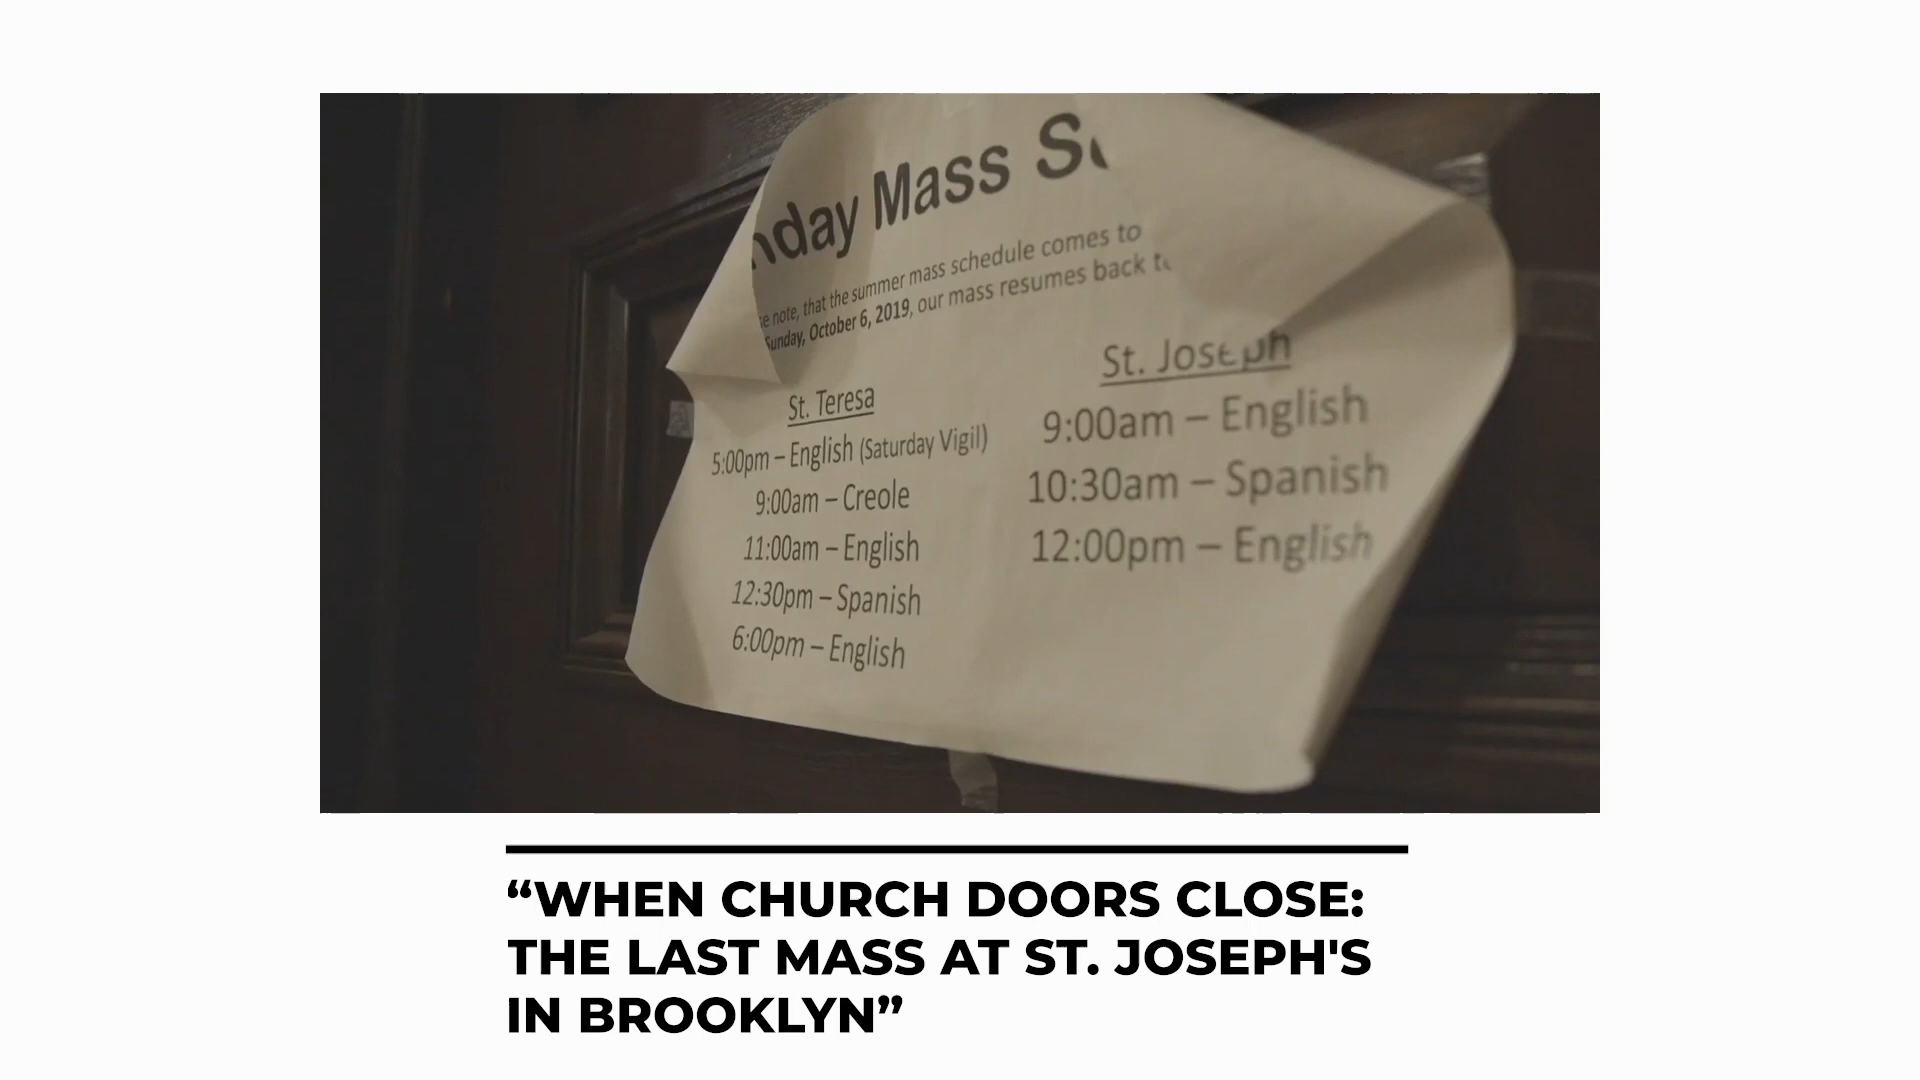 Mass
note, that the summer mass schedule comes to
Sunday, October 6, 2019, our mass resumes back
St. Teresa
5:00pm – English (Saturday Vigil)
9:00am – Creole
11:00am – English
12:30pm – Spanish
6:00pm – English
St. Joseph
9:00am – English
10:30am – Spanish
12:00pm – English
“WHEN CHURCH DOORS CLOSE:
THE LAST MASS AT ST. JOSEPH'S
IN BROOKLYN”